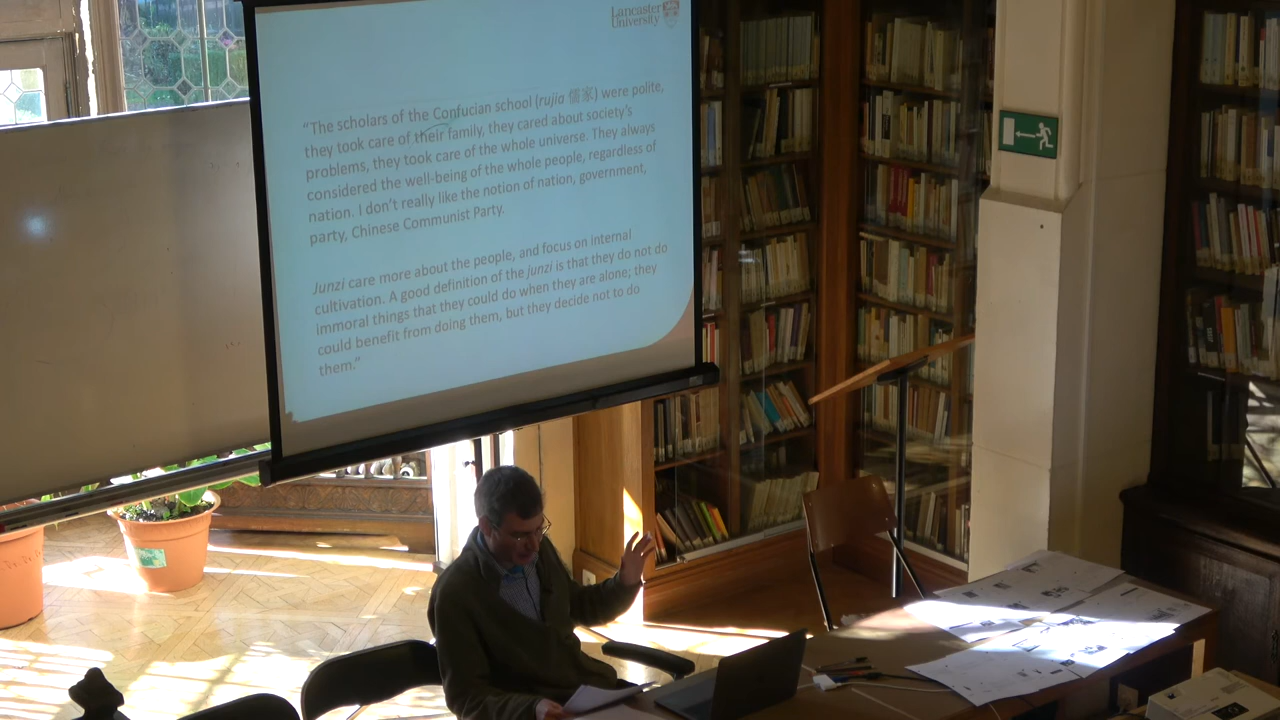 Lancaster
University
“The scholars of the Confucian school (rujia 儒家) were polite,
they took care of their family, they cared about society’s
problems, they took care of the whole universe. They always
considered the well-being of the whole people, regardless of
nation. I don’t really like the notion of nation, government,
party, Chinese Communist Party.
Junzi care more about the people, and focus on internal
cultivation. A good definition of the junzi is that they do not do
immoral things that they could do when they are alone; they
could benefit from doing them, but they decide not to do
them.”